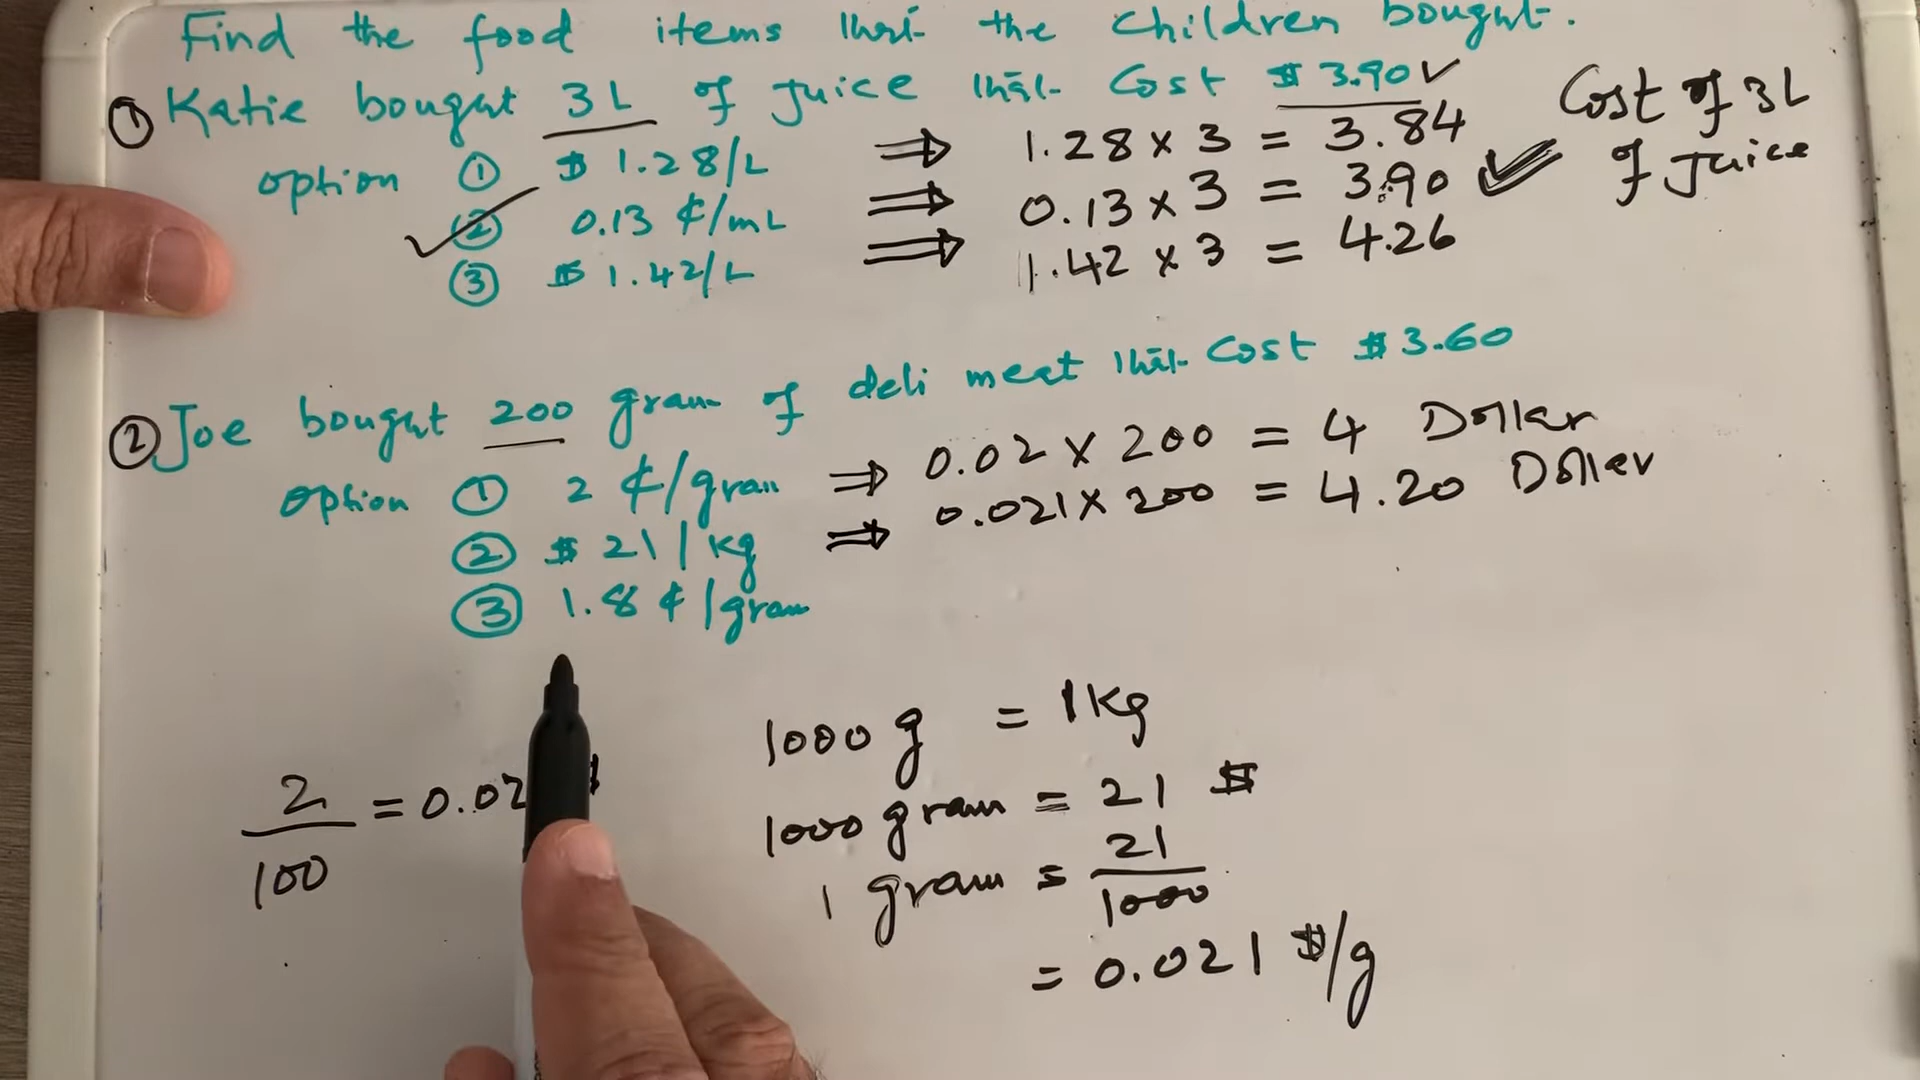 Find the food items that the children bought.
① Katie bought 3L of Juice that cost $3.90 ✓
option ① $ 1.28/L ⇒ 1.28 × 3 = 3.84
② 0.13 ¢/mL ⇒ 0.13 × 3 = 3.90 ✓
③ $ 1.42/L ⇒ 1.42 × 3 = 4.26
Cost of 3L
of Juice
② Joe bought 200 gram of deli meat that cost $3.60
option ① 2 ¢/gram ⇒ 0.02 × 200 = 4 Dollar
② $ 21/kg ⇒ 0.021 × 200 = 4.20 Dollar
③ 1.8 ¢/gram
2/100 = 0.02
1000 g = 1 kg
1000 gram = 21 $
1 gram = 21/1000
= 0.021 $/g